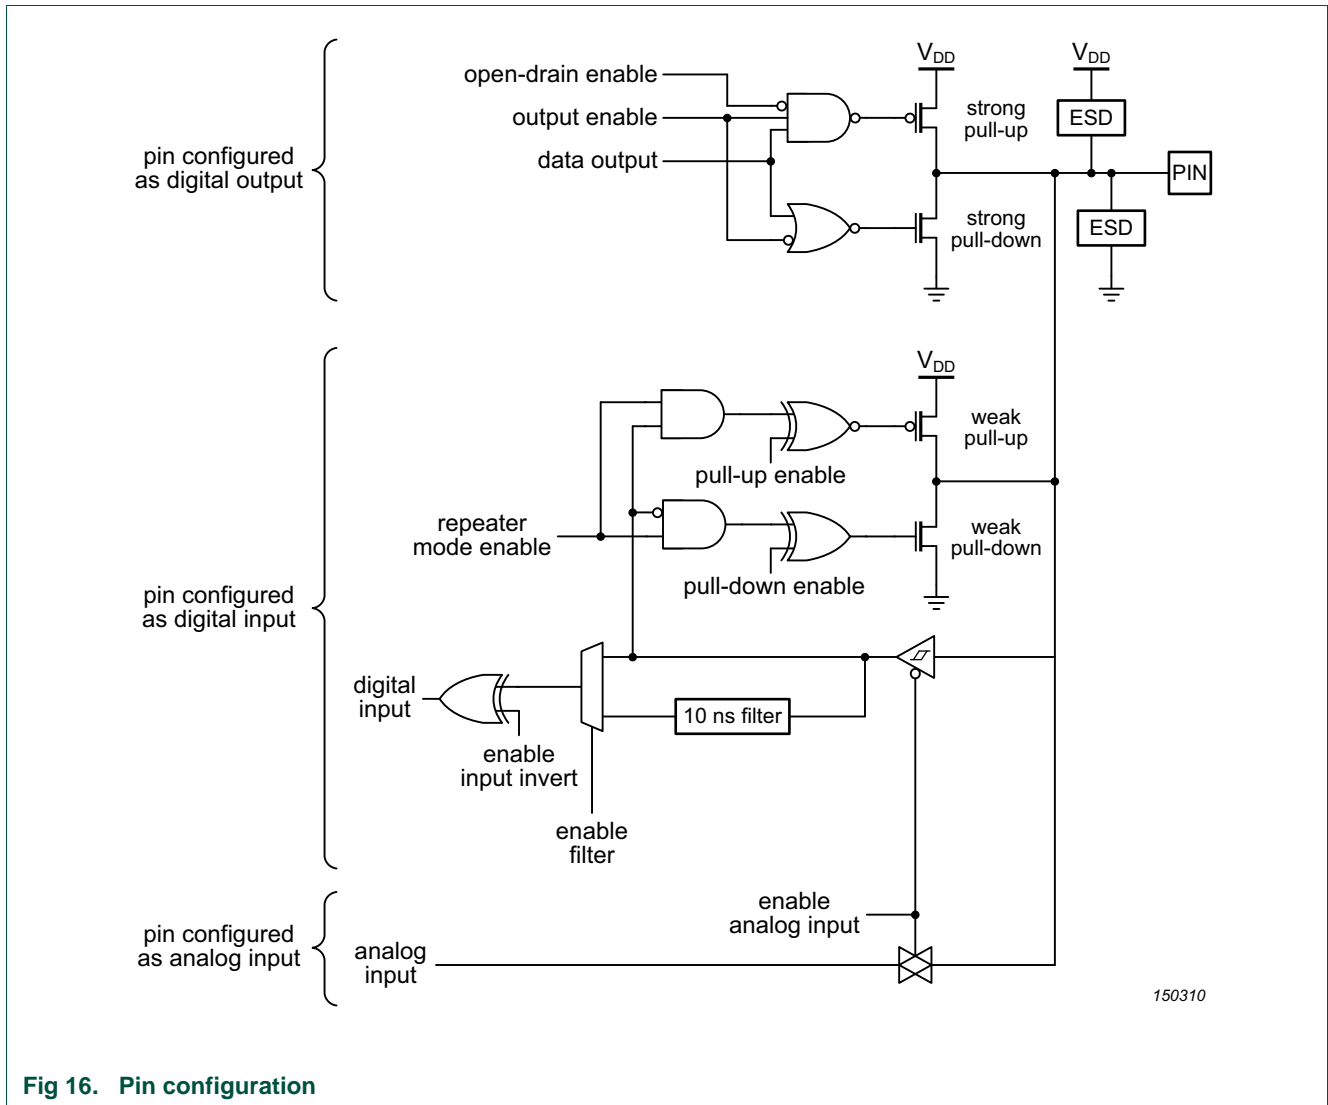 V_DD
V_DD
open-drain enable
output enable
data output
strong
pull-up
ESD
PIN
pin configured
as digital output
strong
pull-down
ESD
V_DD
weak
pull-up
pull-up enable
repeater
mode enable
weak
pull-down
pull-down enable
pin configured
as digital input
digital
input
10 ns filter
enable
input invert
enable
filter
enable
analog input
pin configured
as analog input
analog
input
150310
Fig 16. Pin configuration